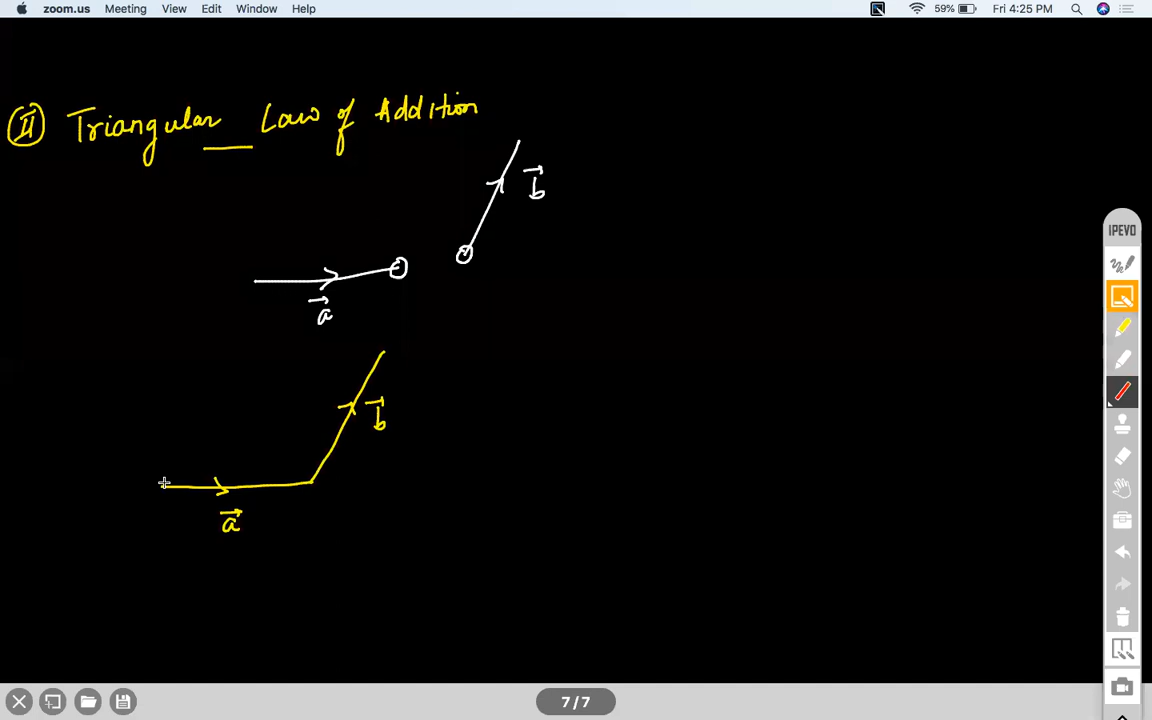 zoom.us Meeting View Edit Window Help 59% Fri 4:25 PM
II Triangular Law of Addition
b
a
b
a
IPEVO
7/7